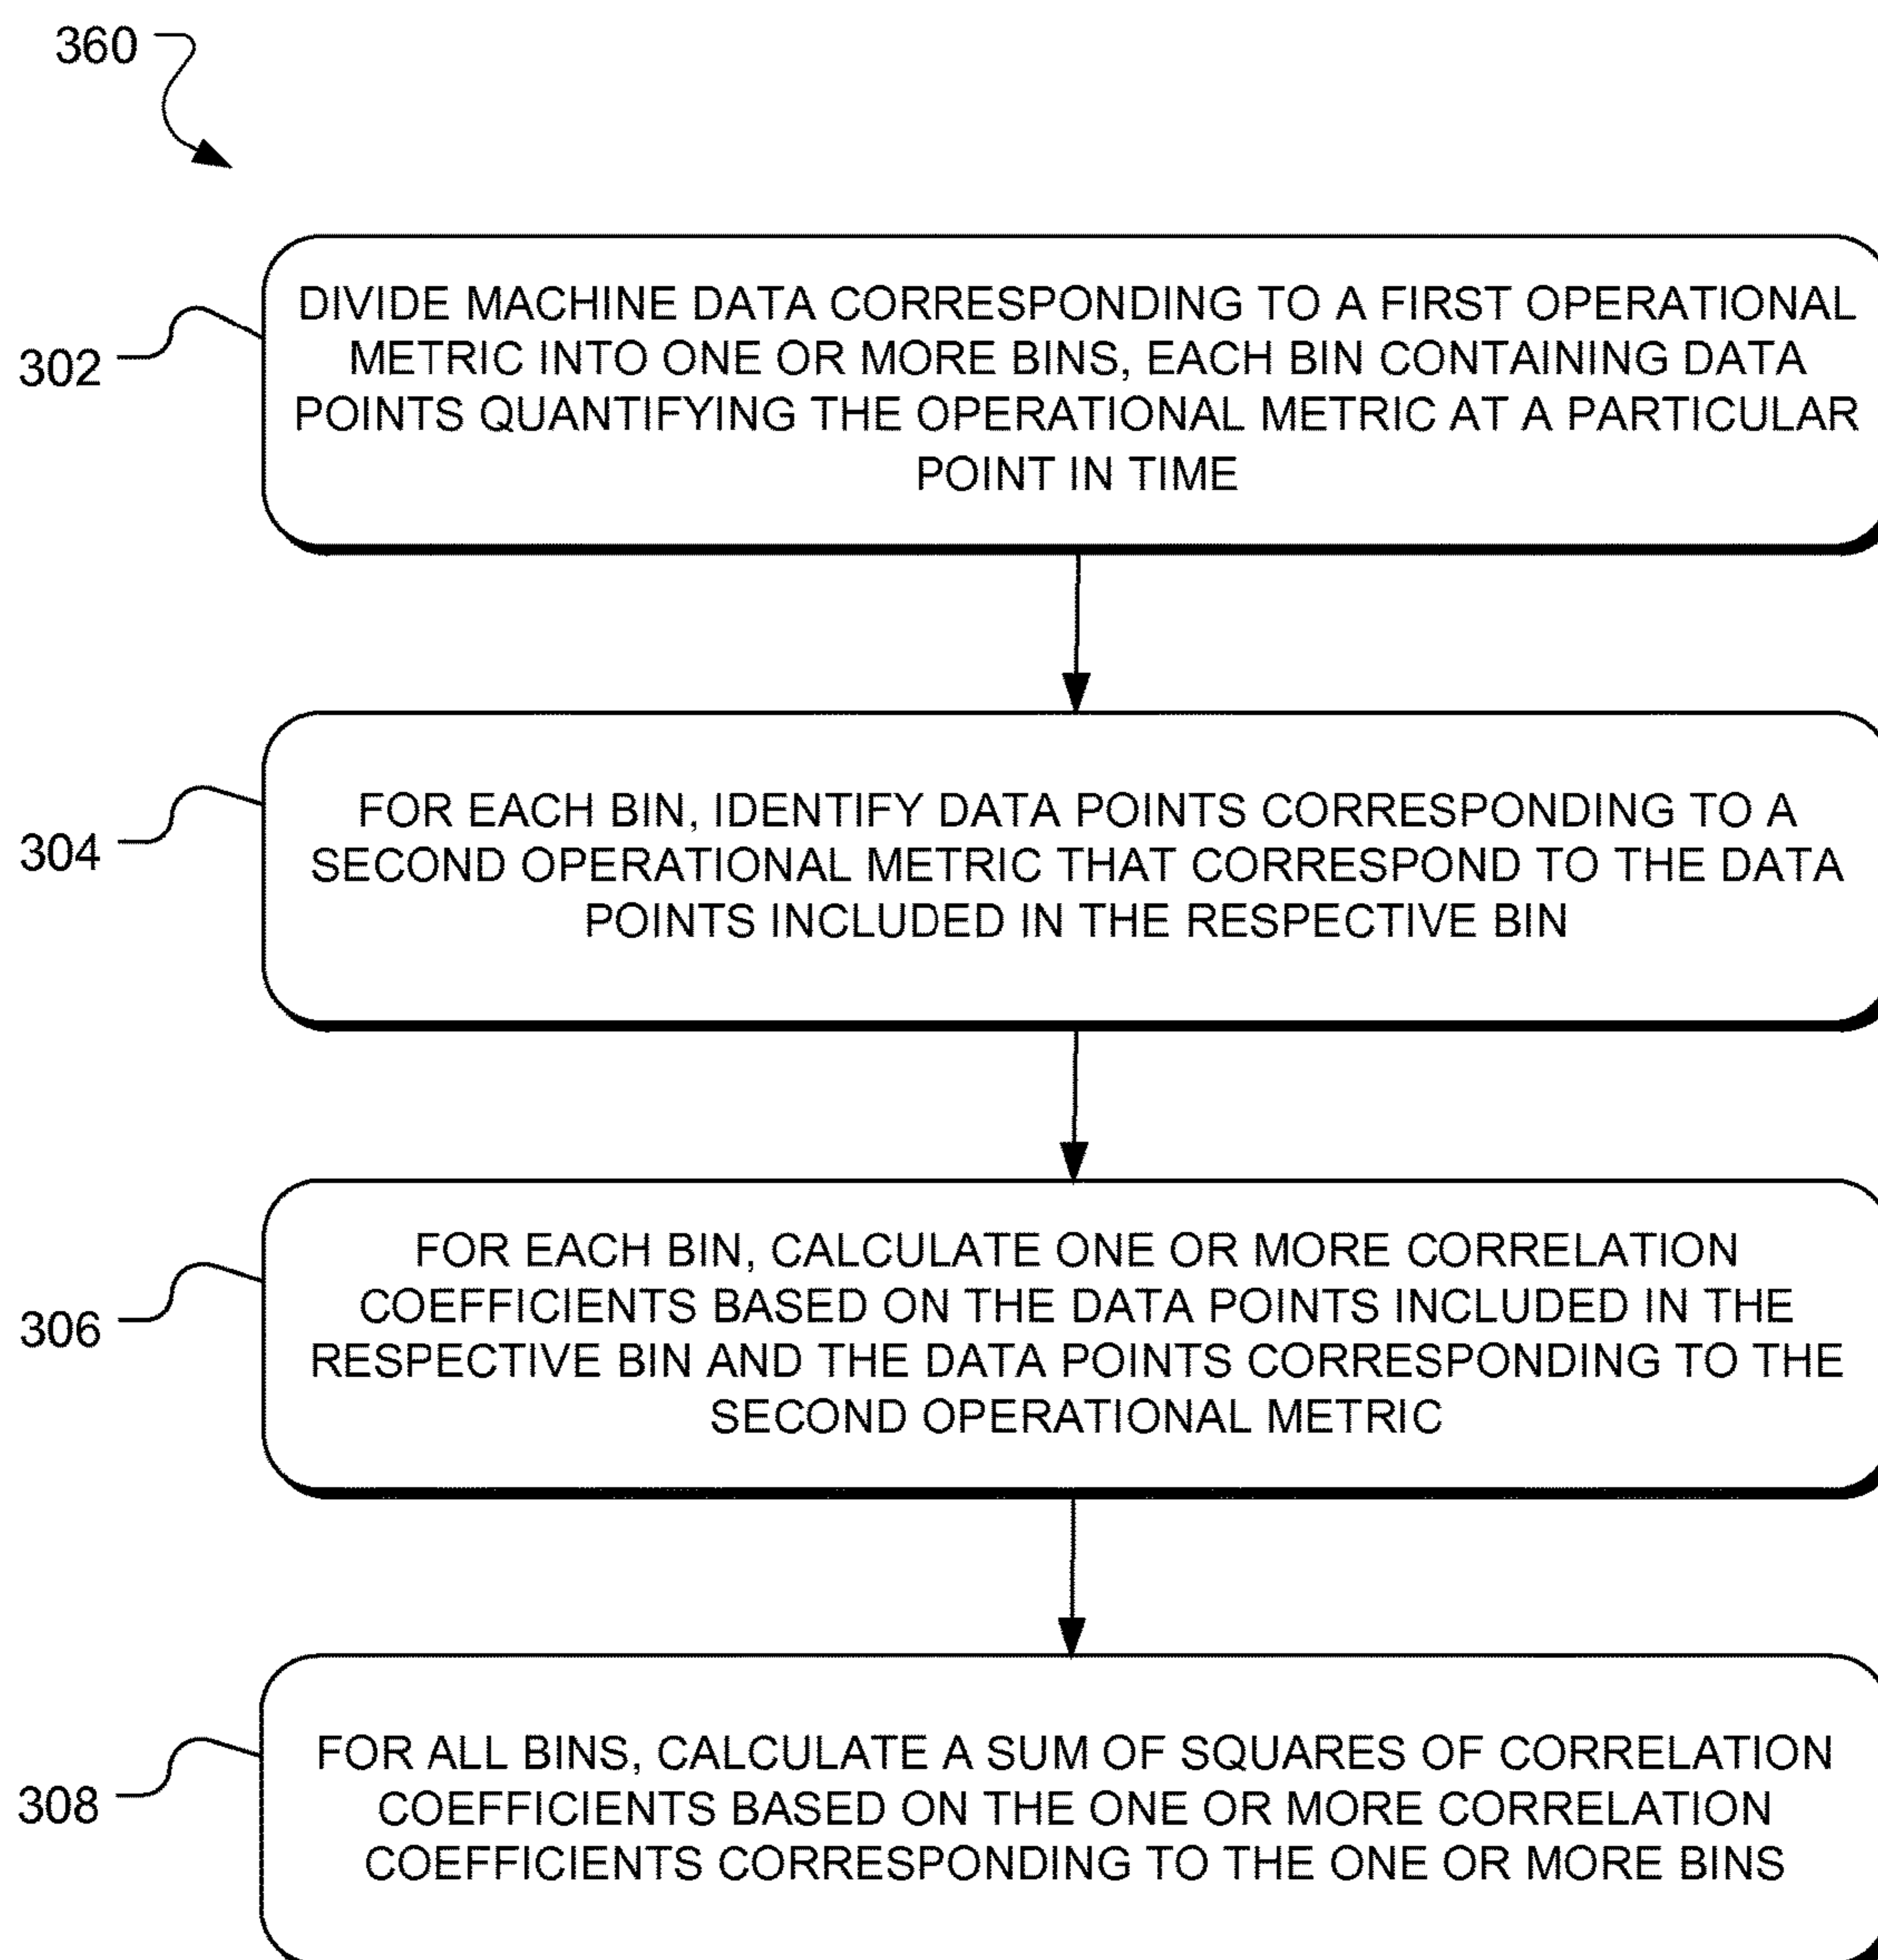 360
302
DIVIDE MACHINE DATA CORRESPONDING TO A FIRST OPERATIONAL
METRIC INTO ONE OR MORE BINS, EACH BIN CONTAINING DATA
POINTS QUANTIFYING THE OPERATIONAL METRIC AT A PARTICULAR
POINT IN TIME
304
FOR EACH BIN, IDENTIFY DATA POINTS CORRESPONDING TO A
SECOND OPERATIONAL METRIC THAT CORRESPOND TO THE DATA
POINTS INCLUDED IN THE RESPECTIVE BIN
306
FOR EACH BIN, CALCULATE ONE OR MORE CORRELATION
COEFFICIENTS BASED ON THE DATA POINTS INCLUDED IN THE
RESPECTIVE BIN AND THE DATA POINTS CORRESPONDING TO THE
SECOND OPERATIONAL METRIC
308
FOR ALL BINS, CALCULATE A SUM OF SQUARES OF CORRELATION
COEFFICIENTS BASED ON THE ONE OR MORE CORRELATION
COEFFICIENTS CORRESPONDING TO THE ONE OR MORE BINS